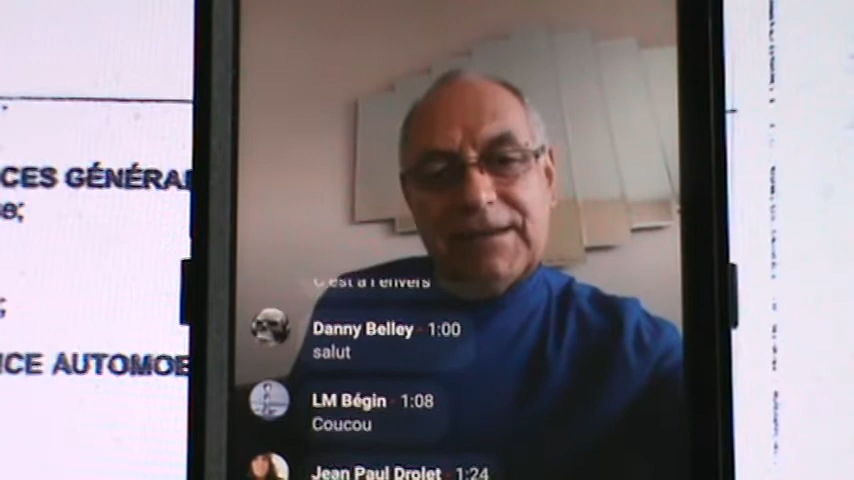 CES GÉNÉRA
e;
;
CE AUTOMOB
C'est à l'envers
Danny Belley · 1:00
salut
LM Bégin · 1:08
Coucou
Jean Paul Drolet · 1:24